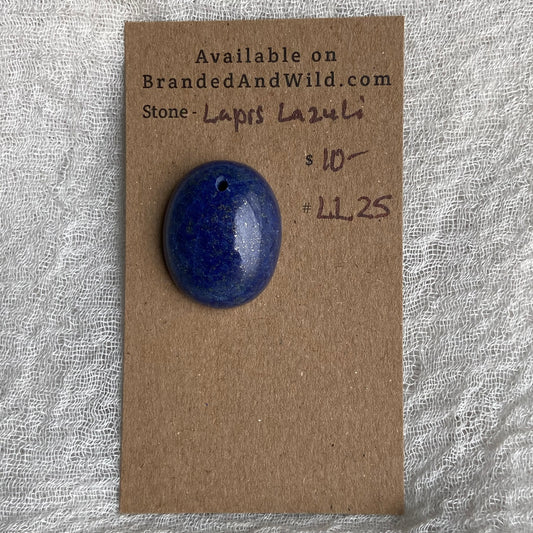 Available on
BrandedAndWild.com
Stone - Lapis Lazuli
$ 10-
# LL25